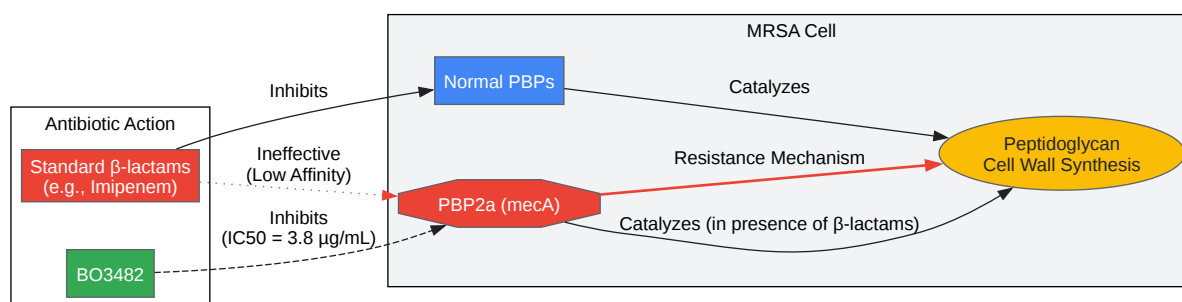 MRSA Cell
Normal PBPs
Catalyzes
Inhibits
Antibiotic Action
Standard β-lactams
(e.g., Imipenem)
Ineffective
(Low Affinity)
Resistance Mechanism
Peptidoglycan
Cell Wall Synthesis
PBP2a (mecA)
Inhibits
(IC50 = 3.8 µg/mL)
Catalyzes (in presence of β-lactams)
BO3482